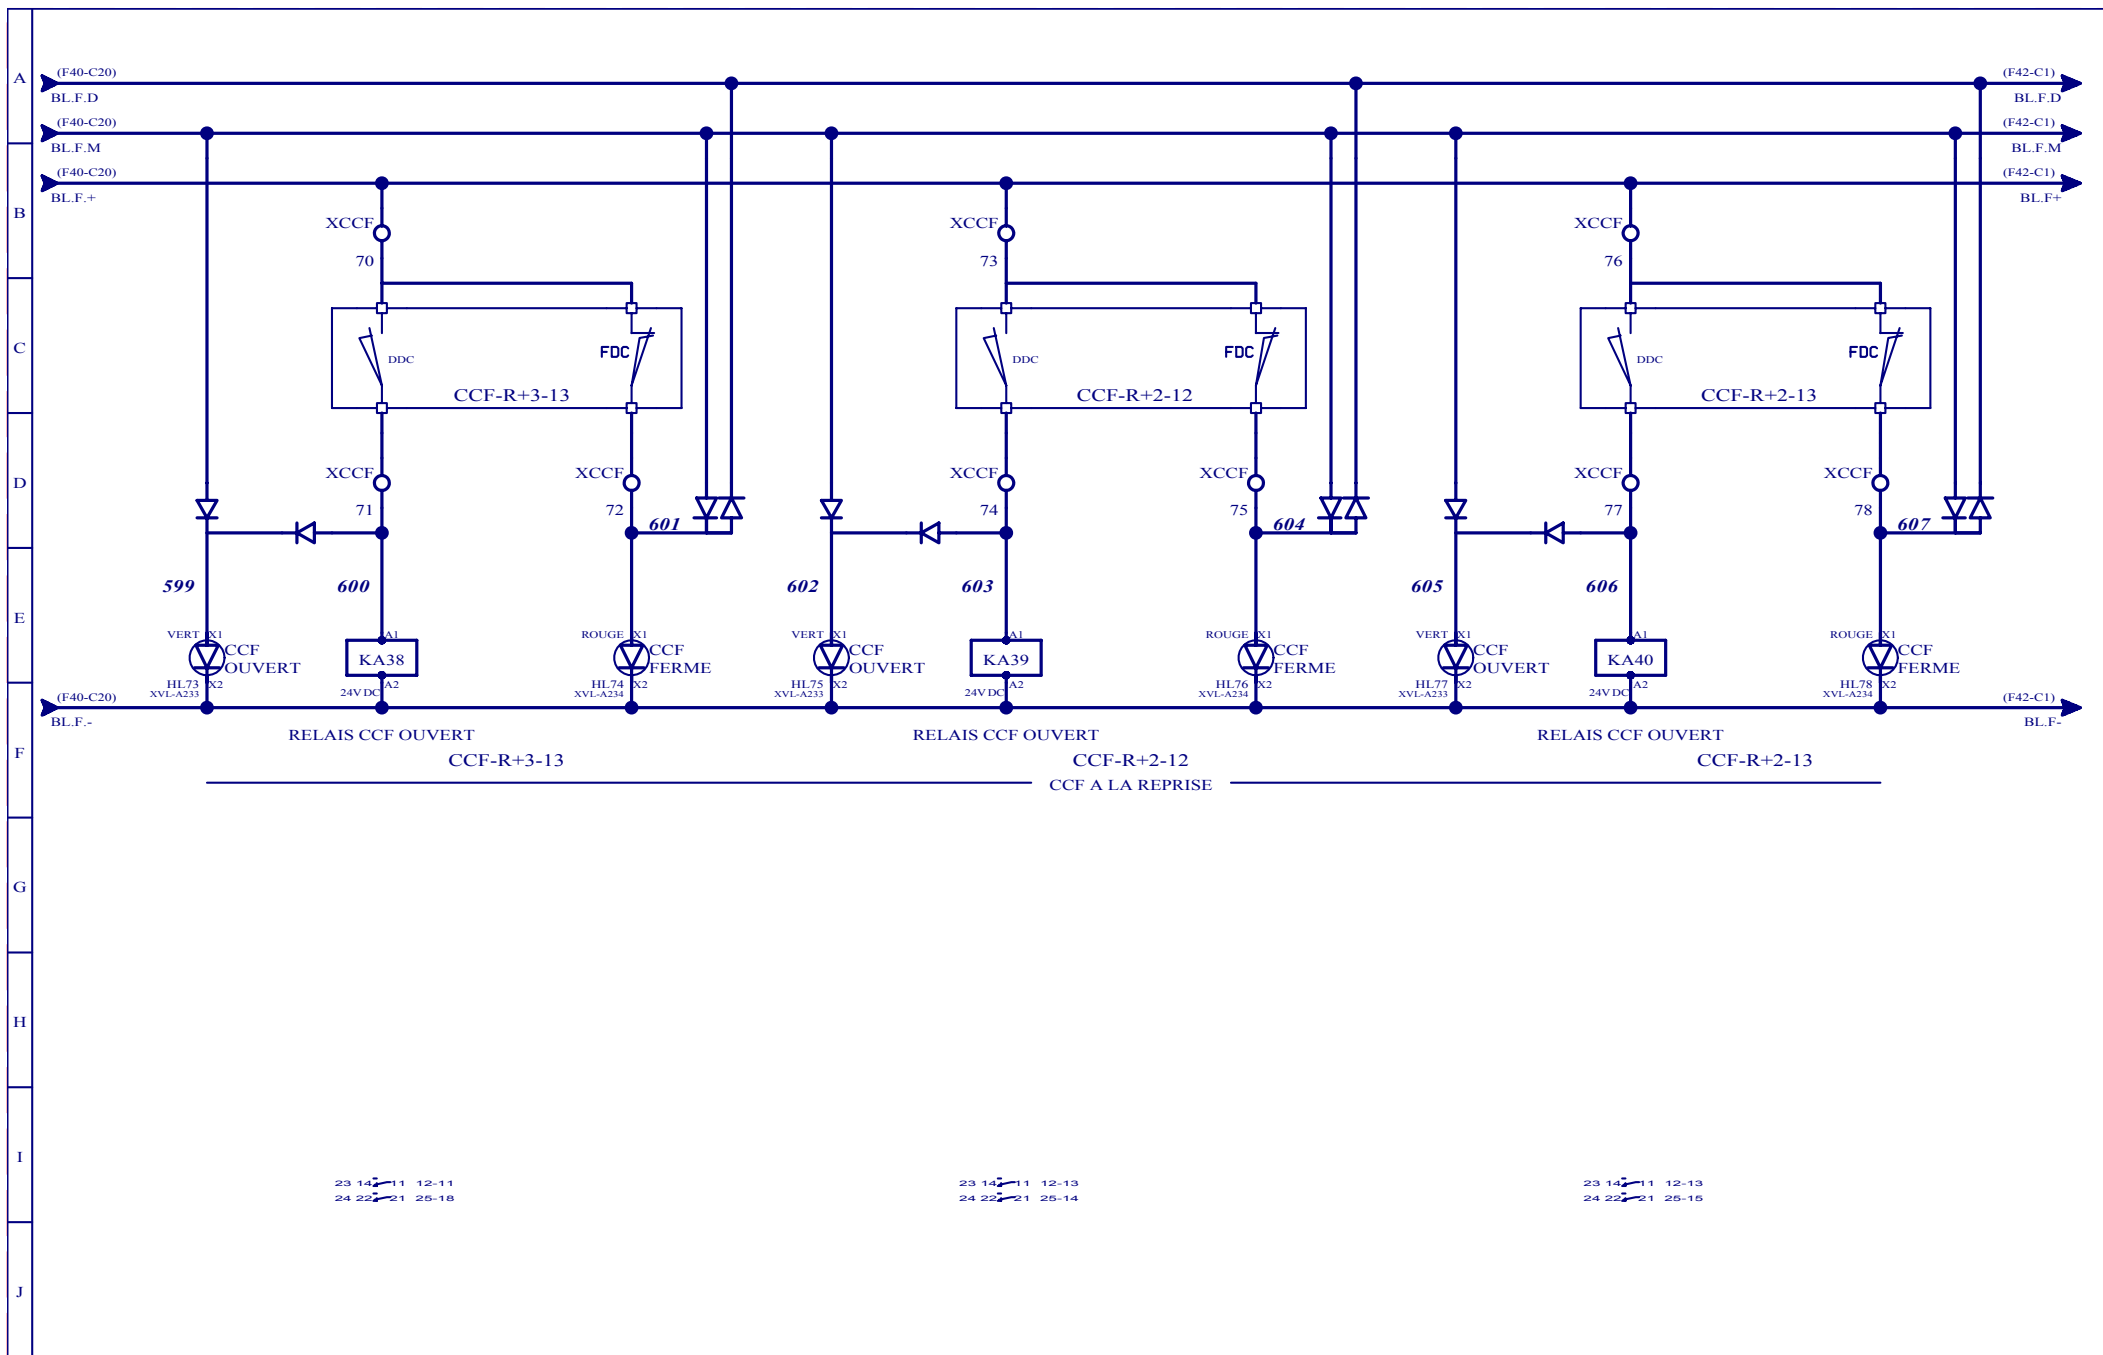 A
(F40-C20)
(F42-C1)
BL.F.D
BL.F.D
(F40-C20)
(F42-C1)
BL.F.M
BL.F.M
(F40-C20)
(F42-C1)
BL.F.+
BL.F+
B
XCCF
XCCF
XCCF
70
73
76
C
DDC
FDC
DDC
FDC
DDC
FDC
CCF-R+3-13
CCF-R+2-12
CCF-R+2-13
D
XCCF
XCCF
XCCF
XCCF
XCCF
XCCF
71
72
74
75
77
78
601
604
607
599
600
602
603
605
606
E
VERT X1
A1
ROUGE X1
VERT X1
A1
ROUGE X1
VERT X1
A1
ROUGE X1
CCF
OUVERT
KA38
CCF
FERME
CCF
OUVERT
KA39
CCF
FERME
CCF
OUVERT
KA40
CCF
FERME
HL73 X2
XVL-A233
24V DC
A2
HL74 X2
XVL-A234
HL75 X2
XVL-A233
24V DC
A2
HL76 X2
XVL-A234
HL77 X2
XVL-A233
24V DC
A2
HL78 X2
XVL-A234
(F40-C20)
(F42-C1)
BL.F.-
BL.F-
F
RELAIS CCF OUVERT
RELAIS CCF OUVERT
RELAIS CCF OUVERT
CCF-R+3-13
CCF-R+2-12
CCF-R+2-13
CCF A LA REPRISE
G
H
I
23 14 11 12-11
24 22 21 25-18
23 14 11 12-13
24 22 21 25-14
23 14 11 12-13
24 22 21 25-15
J